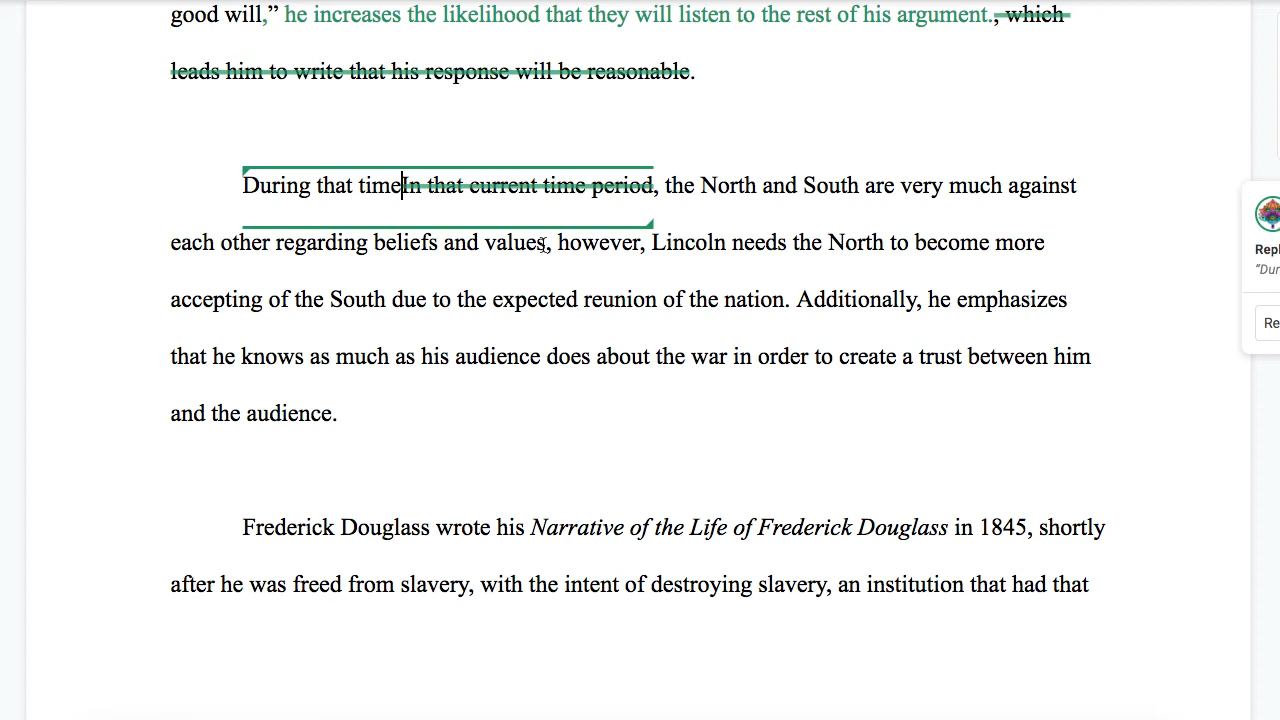 good will,” he increases the likelihood that they will listen to the rest of his argument., which
leads him to write that his response will be reasonable.
During that timeIn that current time period, the North and South are very much against
each other regarding beliefs and values, however, Lincoln needs the North to become more
accepting of the South due to the expected reunion of the nation. Additionally, he emphasizes
that he knows as much as his audience does about the war in order to create a trust between him
and the audience.
Frederick Douglass wrote his Narrative of the Life of Frederick Douglass in 1845, shortly
after he was freed from slavery, with the intent of destroying slavery, an institution that had that
Repl
“Dur
Re